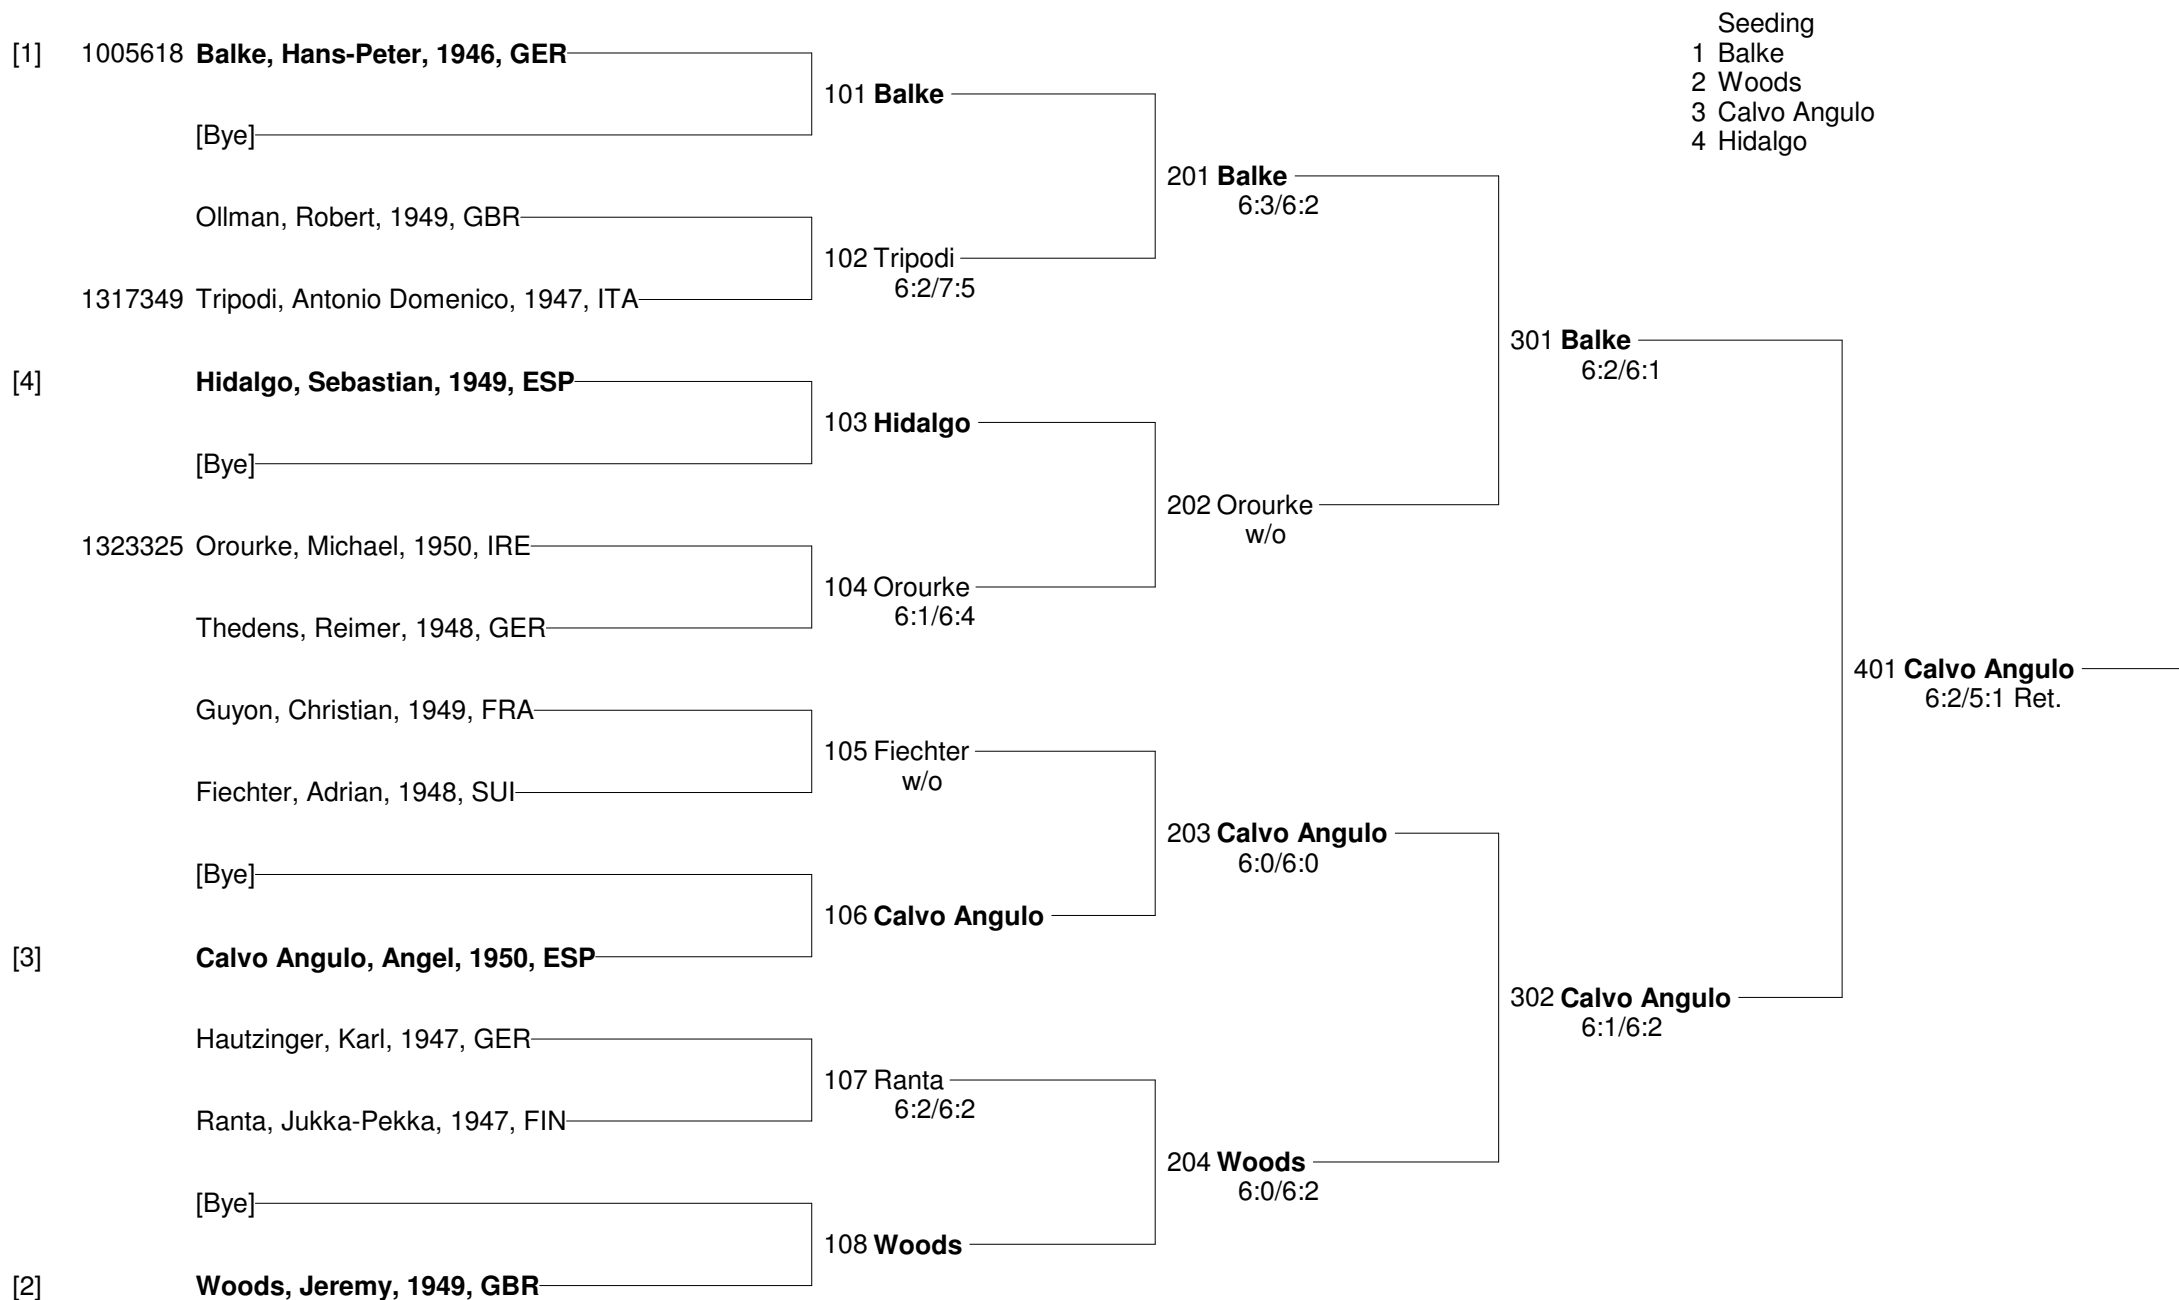 Seeding
1 Balke
2 Woods
3 Calvo Angulo
4 Hidalgo
[1] 1005618 Balke, Hans-Peter, 1946, GER
[Bye]
Ollman, Robert, 1949, GBR
1317349 Tripodi, Antonio Domenico, 1947, ITA
[4] Hidalgo, Sebastian, 1949, ESP
[Bye]
1323325 Orourke, Michael, 1950, IRE
Thedens, Reimer, 1948, GER
Guyon, Christian, 1949, FRA
Fiechter, Adrian, 1948, SUI
[Bye]
[3] Calvo Angulo, Angel, 1950, ESP
Hautzinger, Karl, 1947, GER
Ranta, Jukka-Pekka, 1947, FIN
[Bye]
[2] Woods, Jeremy, 1949, GBR
101 Balke
102 Tripodi
6:2/7:5
103 Hidalgo
104 Orourke
6:1/6:4
105 Fiechter
w/o
106 Calvo Angulo
107 Ranta
6:2/6:2
108 Woods
201 Balke
6:3/6:2
202 Orourke
w/o
203 Calvo Angulo
6:0/6:0
204 Woods
6:0/6:2
301 Balke
6:2/6:1
302 Calvo Angulo
6:1/6:2
401 Calvo Angulo
6:2/5:1 Ret.